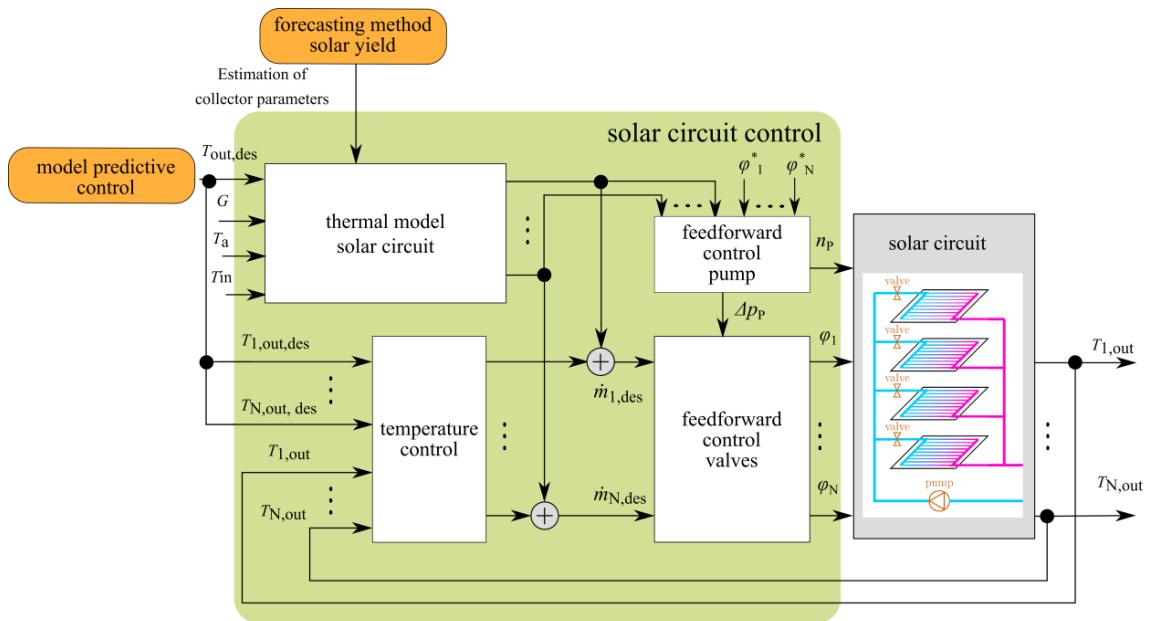 forecasting method
solar yield
Estimation of
collector parameters
solar circuit control
model predictive
control
T_out,des
G
T_a
T_in
thermal model
solar circuit
φ*_1
φ*_N
feedforward
control
pump
n_P
Δp_P
solar circuit
valve
valve
valve
valve
pump
T_1,out,des
T_N,out, des
T_1,out
T_N,out
temperature
control
+
+
ṁ_1,des
ṁ_N,des
feedforward
control
valves
φ_1
φ_N
T_1,out
T_N,out